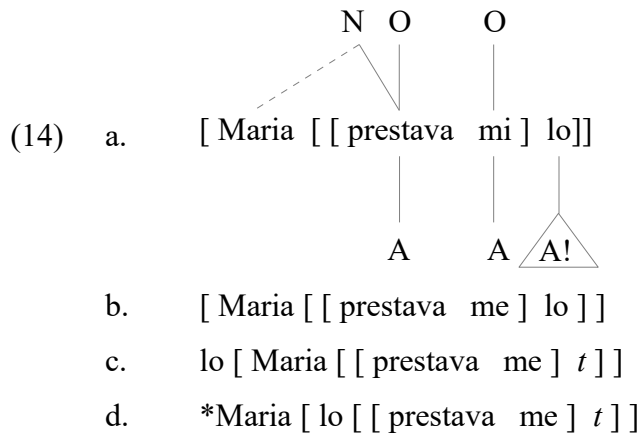 N O O
(14) a. [ Maria [ [ prestava mi ] lo]]
A A A!
b. [ Maria [ [ prestava me ] lo ] ]
c. lo [ Maria [ [ prestava me ] t ] ]
d. *Maria [ lo [ [ prestava me ] t ] ]